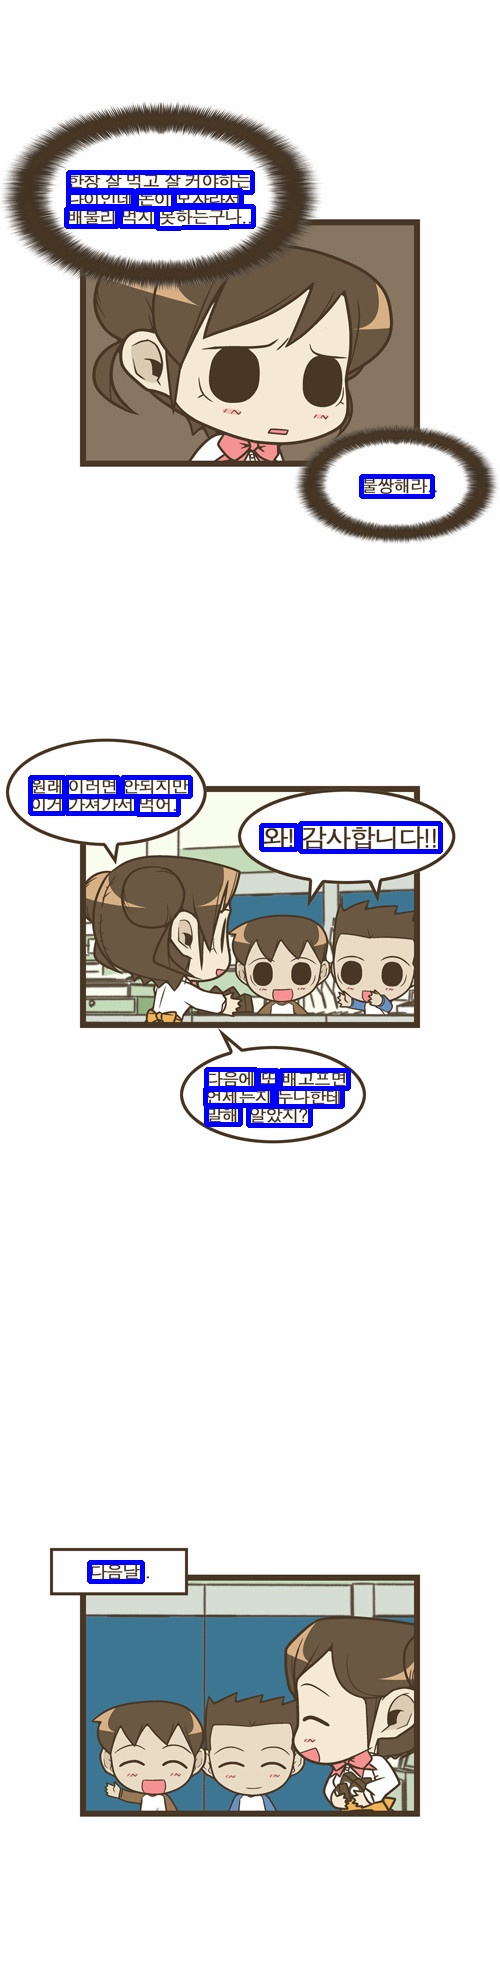 한창 잘 먹고 잘 커야하는
나이인데 돈이 모자라서
배불리 먹지 못하는구나..
불쌍해라..
원래 이러면 안되지만
이거 가져가서 먹어.
와! 감사합니다!!
다음에 또 배고프면
언제든지 누나한테
말해 알았지?
다음날.